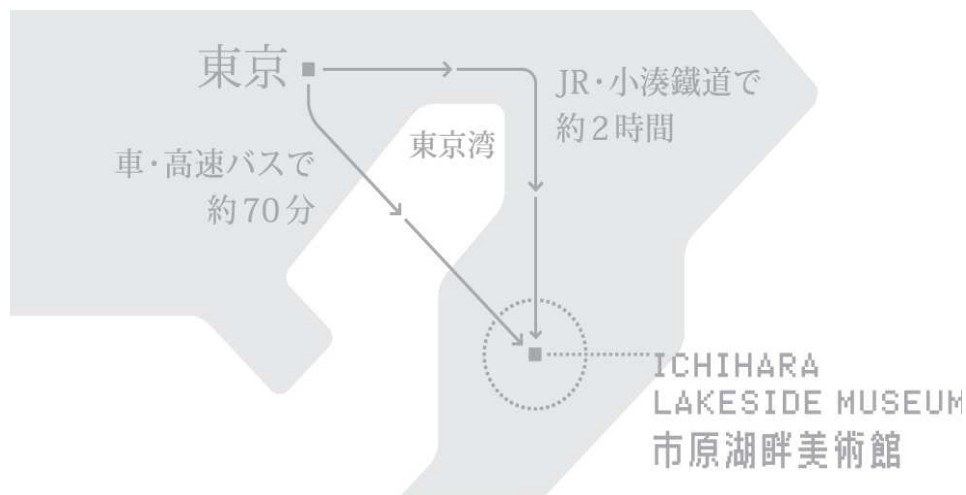 東京
JR・小湊鐵道で
約2時間
東京湾
車・高速バスで
約70分
ICHIHARA
LAKESIDE MUSEUM
市原湖畔美術館